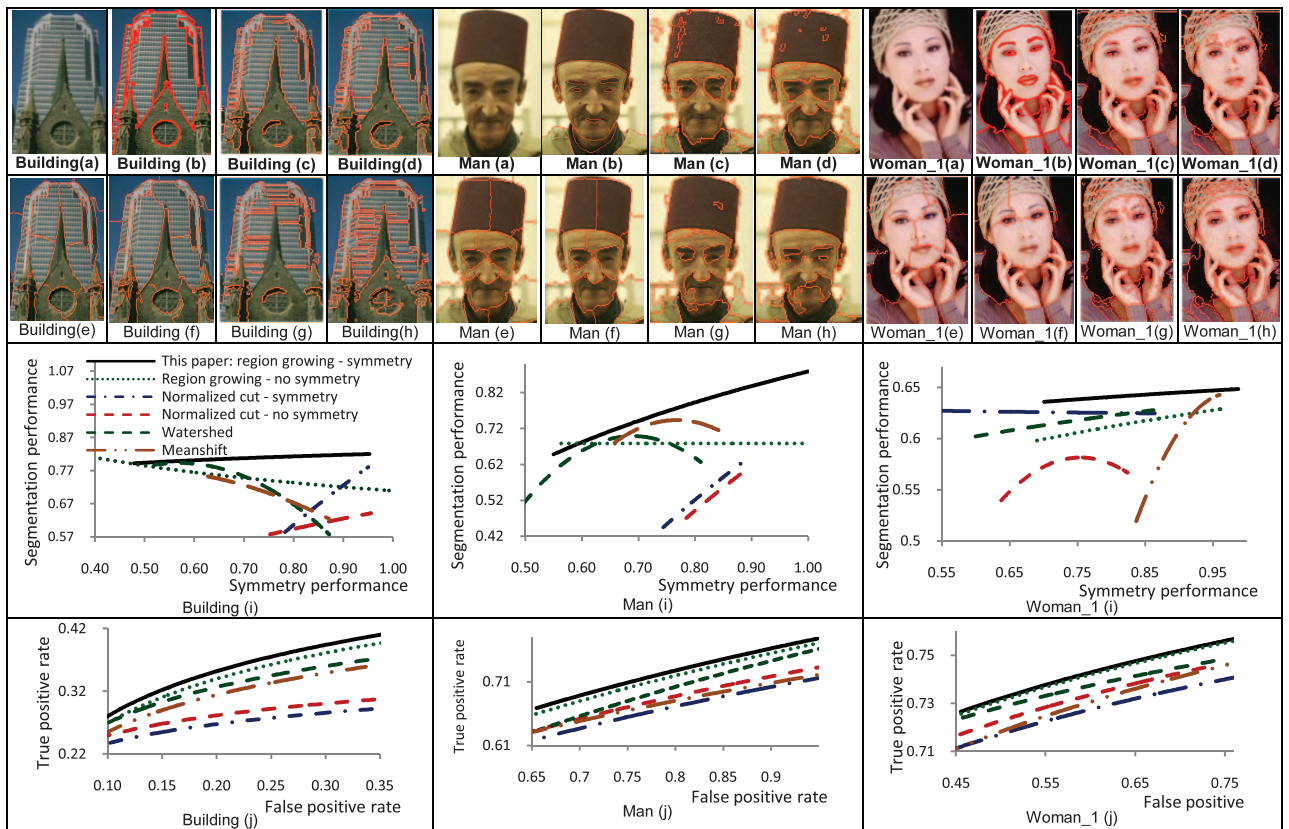 Building(a) Building (b) Building (c) Building(d) Man (a) Man (b) Man (c) Man (d) Woman_1(a) Woman_1(b) Woman_1(c) Woman_1(d)
Building(e) Building (f) Building (g) Building(h) Man (e) Man (f) Man (g) Man (h) Woman_1(e) Woman_1(f) Woman_1(g) Woman_1(h)
Segmentation performance
1.07
0.97
0.87
0.77
0.67
0.57
This paper: region growing - symmetry
Region growing - no symmetry
Normalized cut - symmetry
Normalized cut - no symmetry
Watershed
Meanshift
0.40 0.50 0.60 0.70 0.80 0.90 1.00
Symmetry performance
Building (i)
Segmentation performance
0.82
0.72
0.62
0.52
0.42
0.50 0.60 0.70 0.80 0.90 1.00
Symmetry performance
Man (i)
Segmentation performance
0.65
0.6
0.55
0.5
0.55 0.65 0.75 0.85 0.95
Symmetry performance
Woman_1 (i)
True positive rate
0.42
0.32
0.22
0.10 0.15 0.20 0.25 0.30 0.35
False positive rate
Building (j)
True positive rate
0.71
0.61
0.65 0.7 0.75 0.8 0.85 0.9
False positive rate
Man (j)
True positive rate
0.75
0.73
0.71
0.45 0.55 0.65 0.75
False positive
Woman_1 (j)